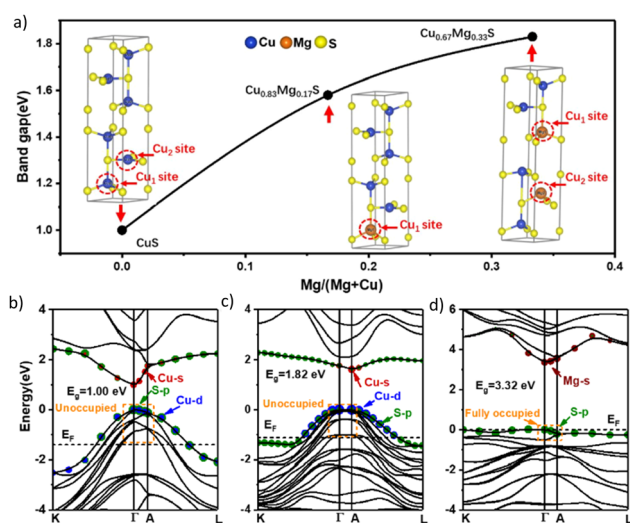 a)
Band gap(eV)
1.8
1.6
1.4
1.2
1.0
Cu Mg S
Cu0.67Mg0.33S
Cu0.83Mg0.17S
Cu2 site
Cu1 site
CuS
Cu1 site
Cu1 site
Cu2 site
0.0 0.1 0.2 0.3 0.4
Mg/(Mg+Cu)
b)
Energy(eV)
4
2
0
-2
-4
Eg=1.00 eV
Cu-s
S-p
Unoccupied
Cu-d
EF
K Γ A L
c)
4
2
0
-2
-4
Eg=1.82 eV
Cu-s
Unoccupied
Cu-d
S-p
EF
K Γ A L
d)
6
4
2
0
-2
-4
Mg-s
Eg=3.32 eV
Fully occupied
S-p
EF
K Γ A L